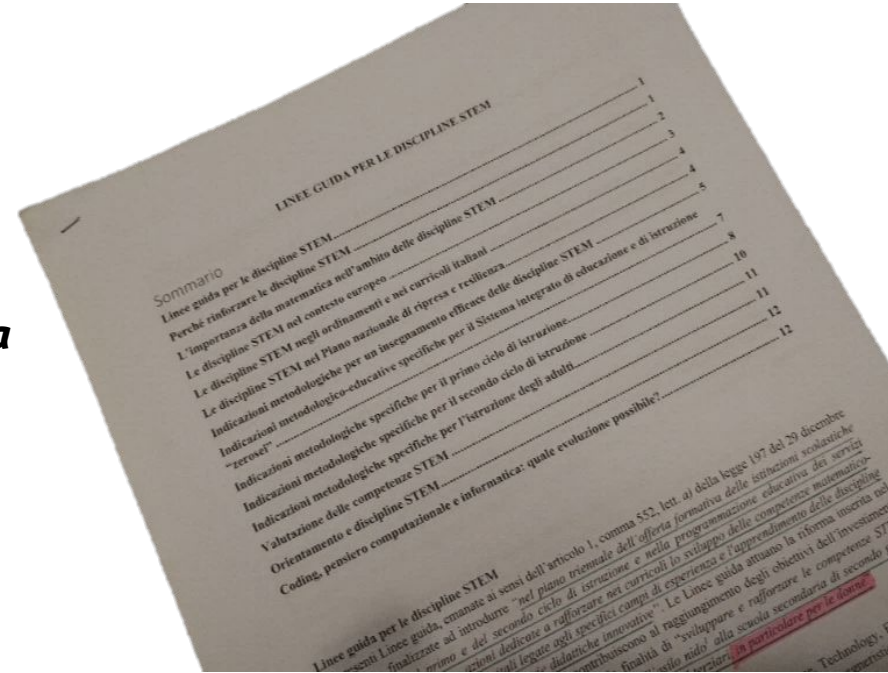 a
LINEE GUIDA PER LE DISCIPLINE STEM
Sommario
Linee guida per le discipline STEM 1
Perché rinforzare le discipline STEM 1
L'importanza della matematica nell'ambito delle discipline STEM 2
Le discipline STEM nel contesto europeo 3
Le discipline STEM negli ordinamenti e nei curricoli italiani 4
Le discipline STEM nel Piano nazionale di ripresa e resilienza 4
Indicazioni metodologiche per un insegnamento efficace delle discipline STEM 5
Indicazioni metodologico-educative specifiche per il Sistema integrato di educazione e di istruzione
"zerosei" 7
Indicazioni metodologiche specifiche per il primo ciclo di istruzione 8
Indicazioni metodologiche specifiche per il secondo ciclo di istruzione 10
Indicazioni metodologiche specifiche per l'istruzione degli adulti 11
Valutazione delle competenze STEM 11
Orientamento e discipline STEM 12
Coding, pensiero computazionale e informatica: quale evoluzione possibile? 12
Linee guida per le discipline STEM
Linee guida, emanate ai sensi dell'articolo 1, comma 552, lett. a) della legge 197 del 29 dicembre
finalizzate ad introdurre "nel piano triennale dell'offerta formativa delle istituzioni scolastiche
primo e del secondo ciclo di istruzione e nella programmazione educativa dei servizi
azioni dedicate a rafforzare nei curricoli lo sviluppo delle competenze matematico-
legate agli specifici campi di esperienza e l'apprendimento delle discipline
didattiche innovative". Le Linee guida attuano la riforma inserita nel
contribuiscono al raggiungimento degli obiettivi dell'investimento
finalità di "sviluppare e rafforzare le competenze
nido' alla scuola secondaria di secondo
in particolare per le donne"
Technology,